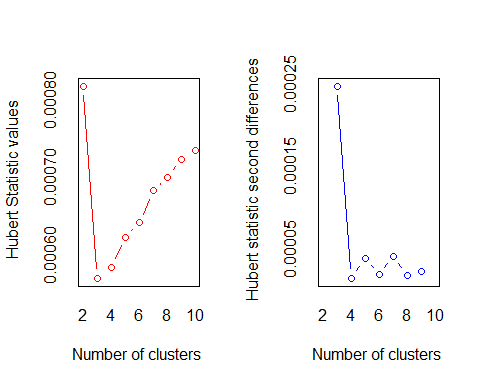 Hubert Statistic values
0.00060 0.00070 0.00080
2 4 6 8 10
Number of clusters
Hubert statistic second differences
0.00005 0.00015 0.00025
2 4 6 8 10
Number of clusters